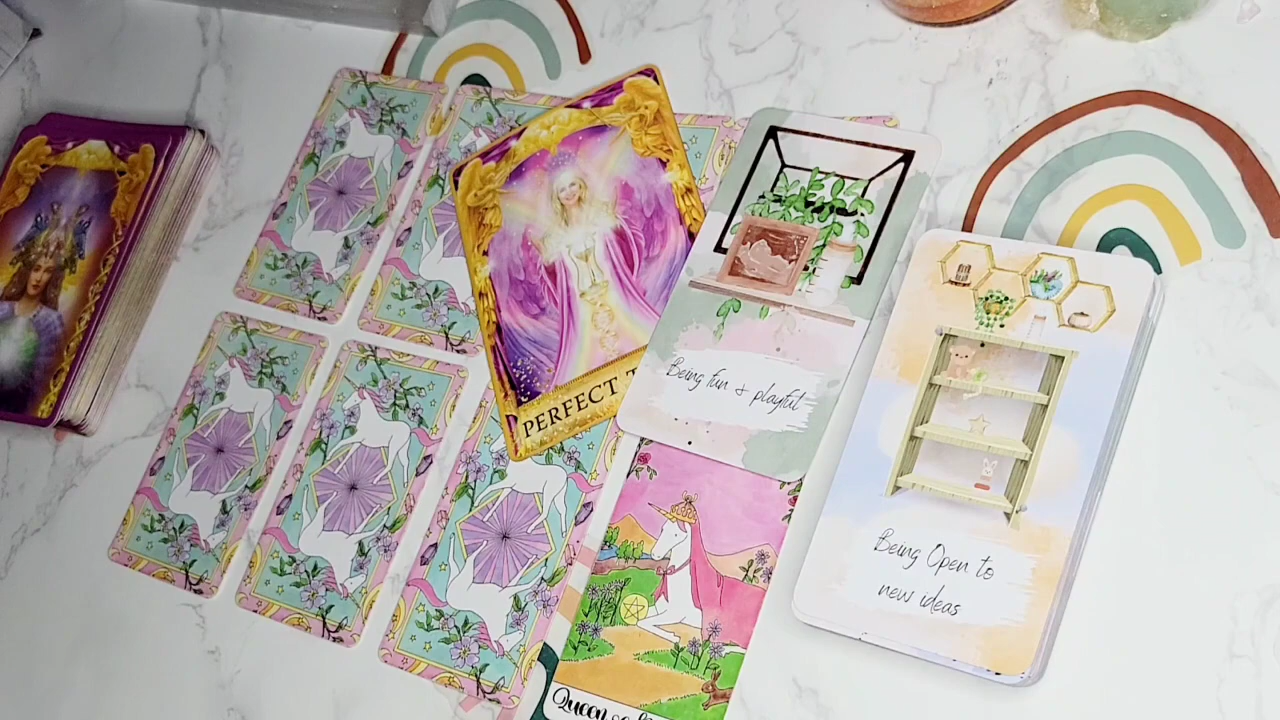 PERFECT
Being fun & playful
Being Open to
new ideas
Queen